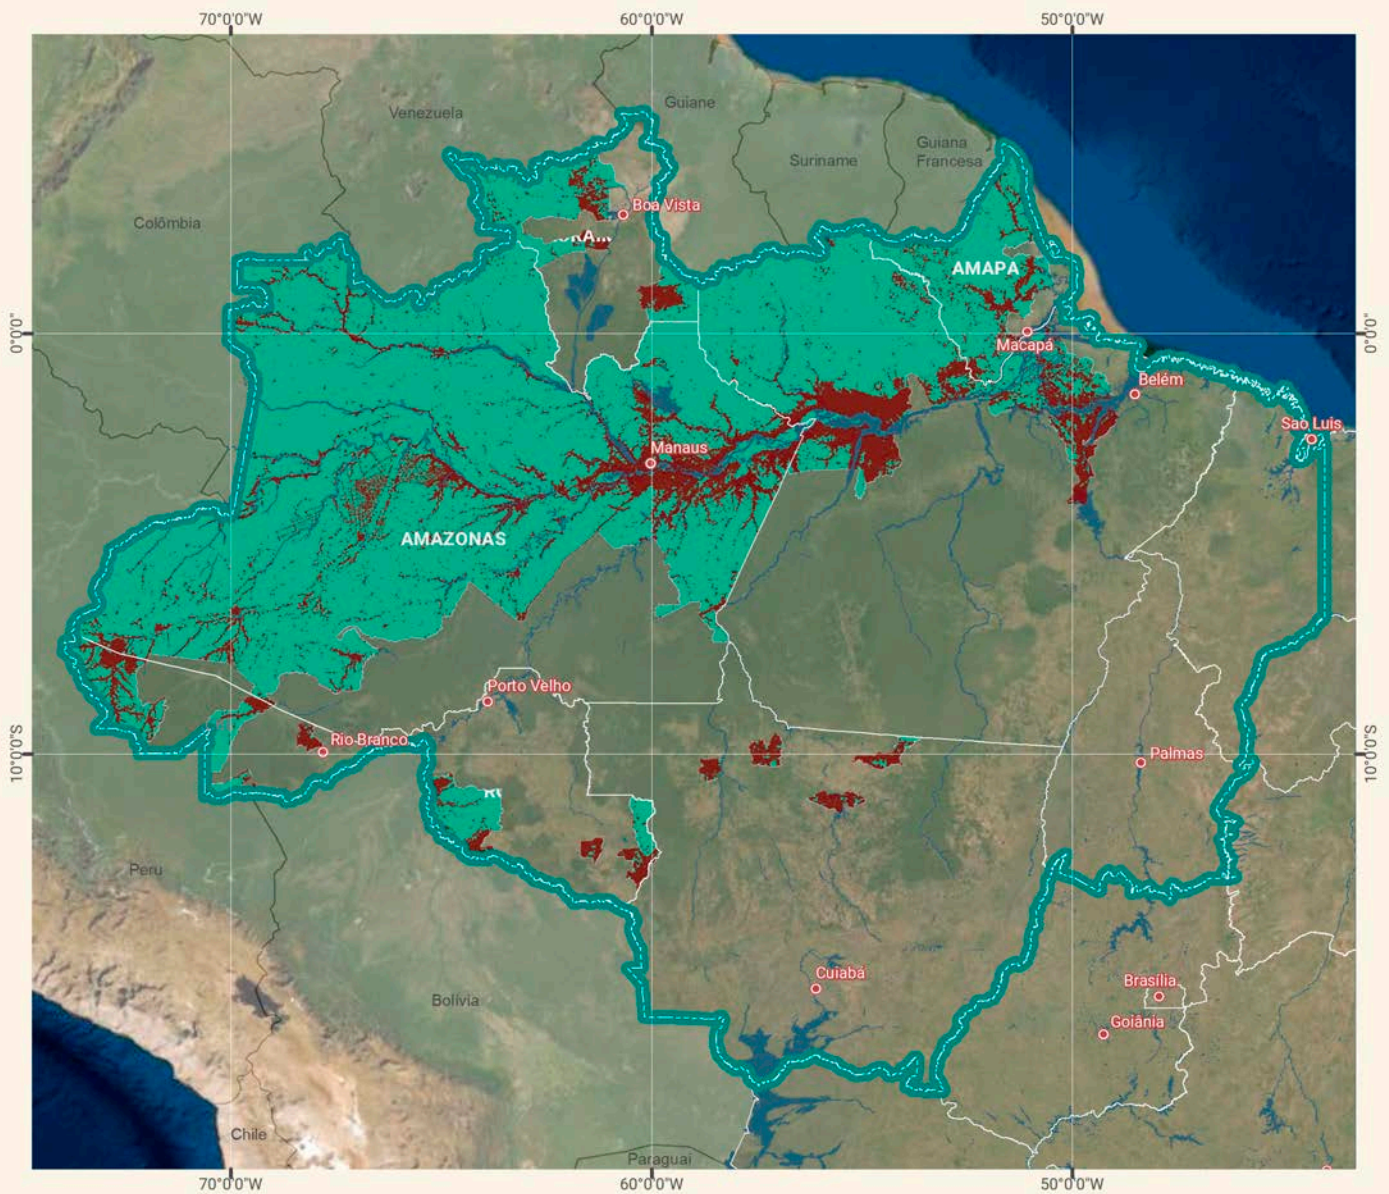 70°0'0"W
60°0'0"W
50°0'0"W
Venezuela
Guiane
Suriname
Guiana
Francesa
Colômbia
Boa Vista
AMAPA
0°0'0"
0°0'0"
Macapá
Belém
Sao Luis
Manaus
AMAZONAS
Porto Velho
Rio Branco
10°0'0"S
10°0'0"S
Palmas
Peru
Cuiabá
Brasília
Bolívia
Goiânia
Chile
Paraguai
70°0'0"W
60°0'0"W
50°0'0"W